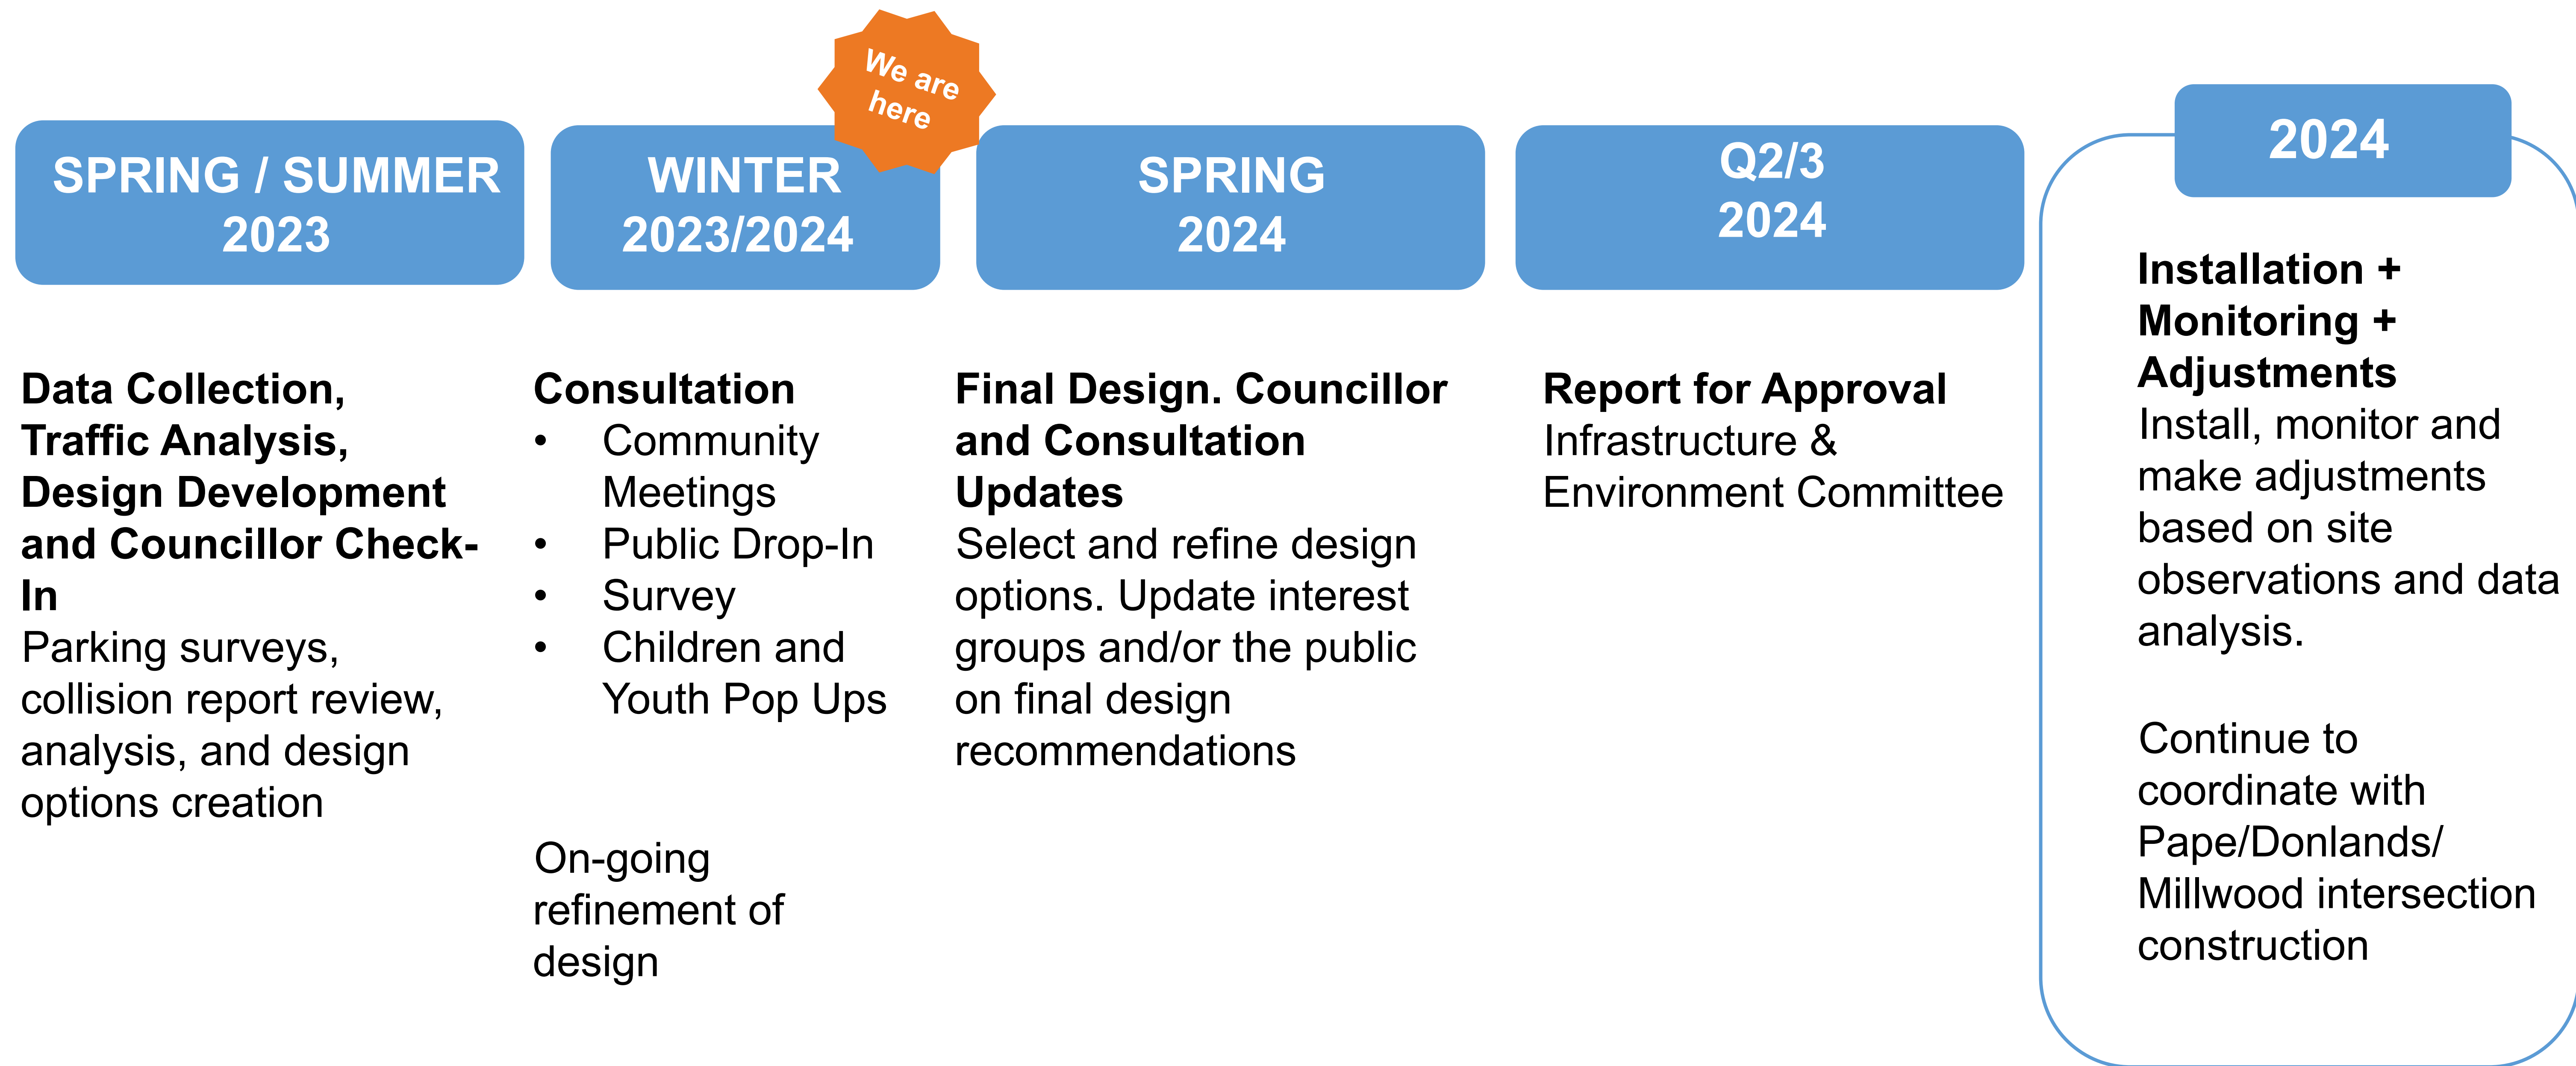 We are
here
SPRING / SUMMER
2023
Data Collection,
Traffic Analysis,
Design Development
and Councillor Check-
In
Parking surveys,
collision report review,
analysis, and design
options creation
WINTER
2023/2024
Consultation
• Community
Meetings
• Public Drop-In
• Survey
• Children and
Youth Pop Ups
On-going
refinement of
design
SPRING
2024
Final Design. Councillor
and Consultation
Updates
Select and refine design
options. Update interest
groups and/or the public
on final design
recommendations
Q2/3
2024
Report for Approval
Infrastructure &
Environment Committee
2024
Installation +
Monitoring +
Adjustments
Install, monitor and
make adjustments
based on site
observations and data
analysis.
Continue to
coordinate with
Pape/Donlands/
Millwood intersection
construction